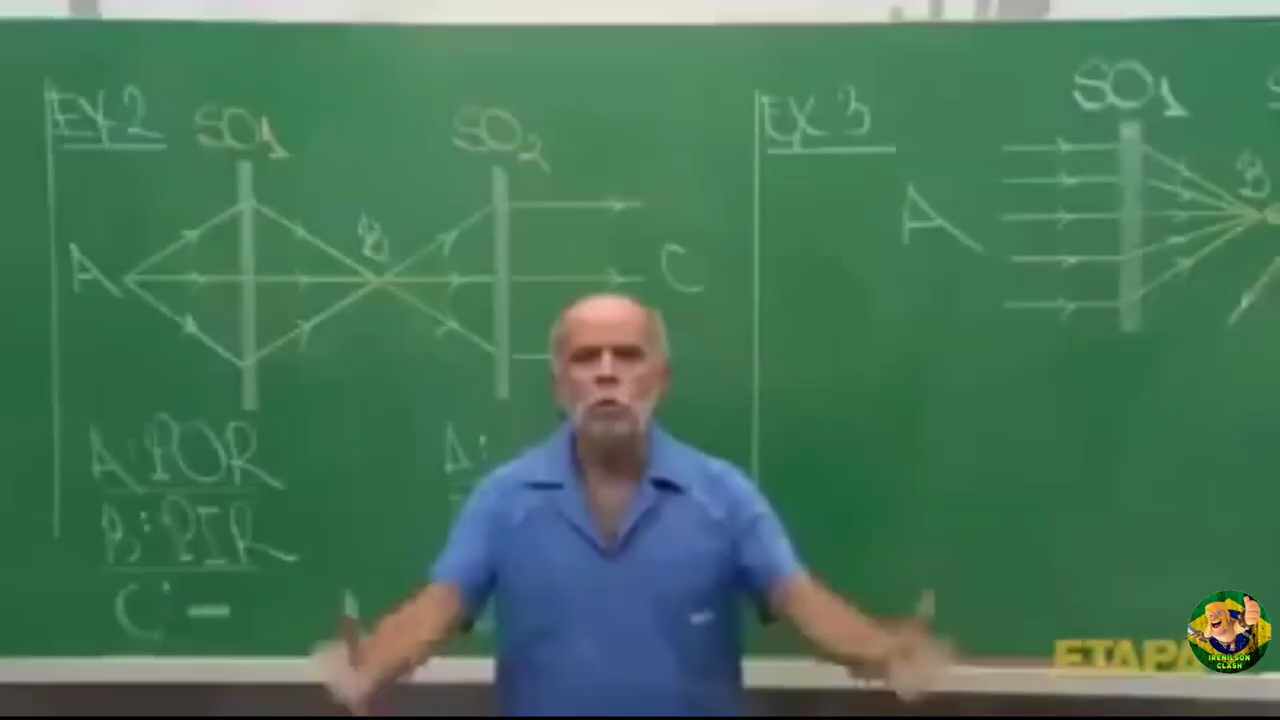 EX 2
SO1
SO2
A
B
C
A: POR
B: PIR
C: —
A:
EX 3
SO1
A
B
ETAPA
IRENILSON
CLASH